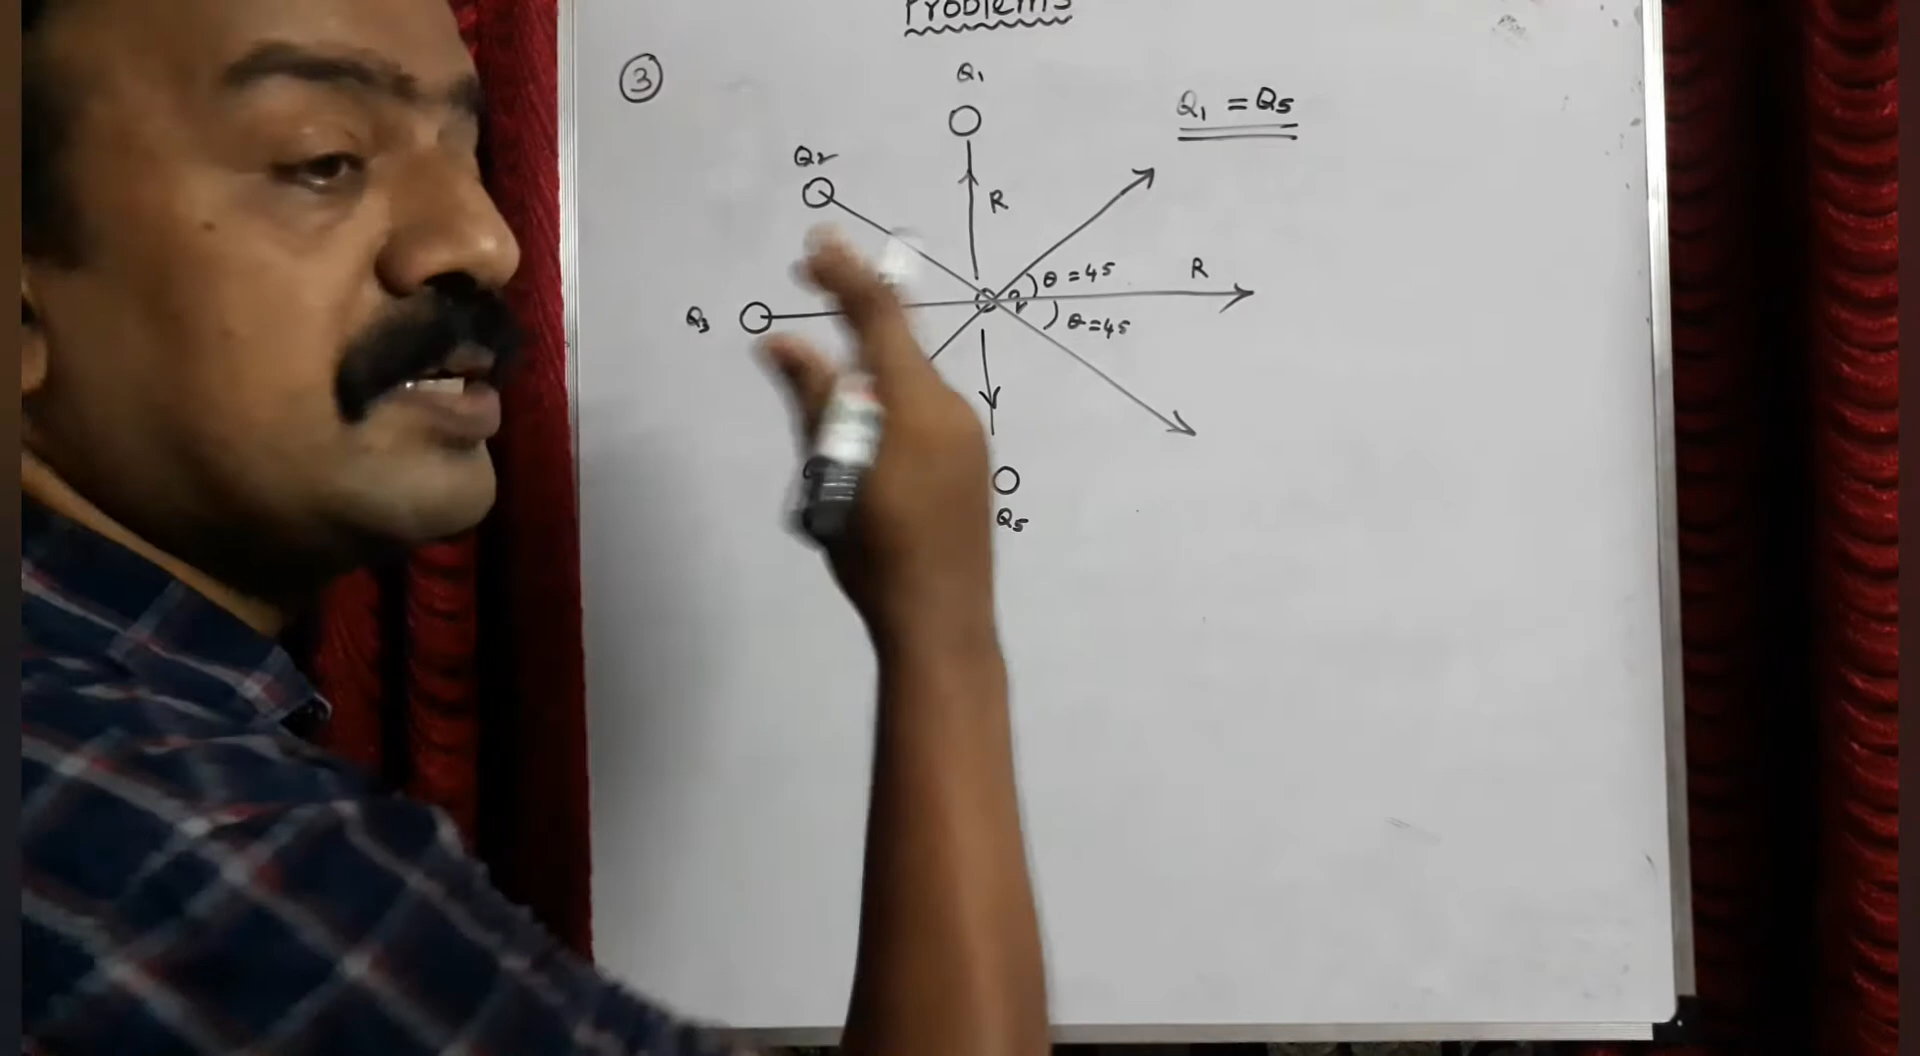 Problems
3
Q1
Q1 = Q5
Q2
R
θ = 45
R
Q3
θ = 45
Q5